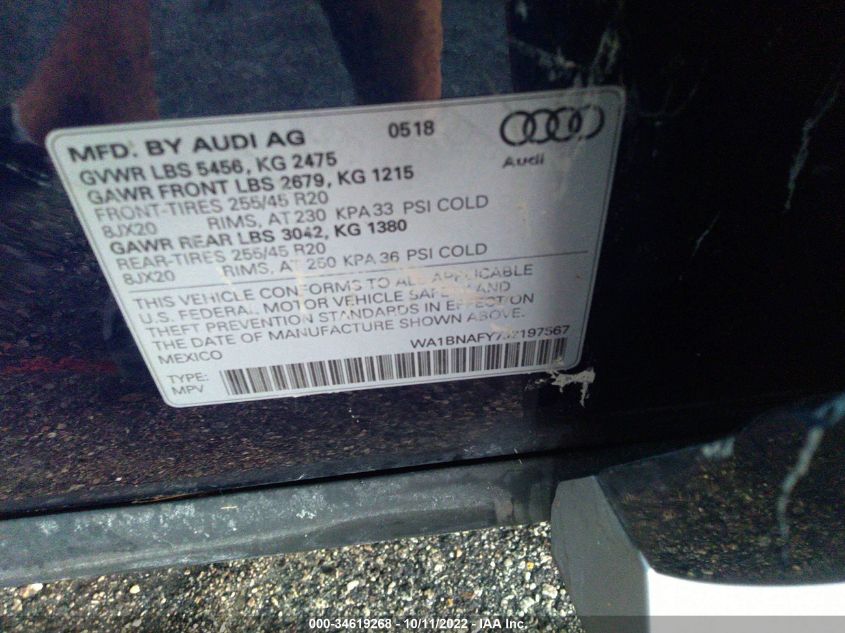 MFD. BY AUDI AG 0518
Audi
GVWR LBS 5456, KG 2475
GAWR FRONT LBS 2679, KG 1215
FRONT-TIRES 255/45 R20
8JX20 RIMS, AT 230 KPA 33 PSI COLD
GAWR REAR LBS 3042, KG 1380
REAR-TIRES 255/45 R20
8JX20 RIMS, AT 250 KPA 36 PSI COLD
THIS VEHICLE CONFORMS TO ALL APPLICABLE
U.S. FEDERAL MOTOR VEHICLE SAFETY AND
THEFT PREVENTION STANDARDS IN EFFECT ON
THE DATE OF MANUFACTURE SHOWN ABOVE.
MEXICO
TYPE:
MPV
000-34619268 - 10/11/2022 - IAA Inc.